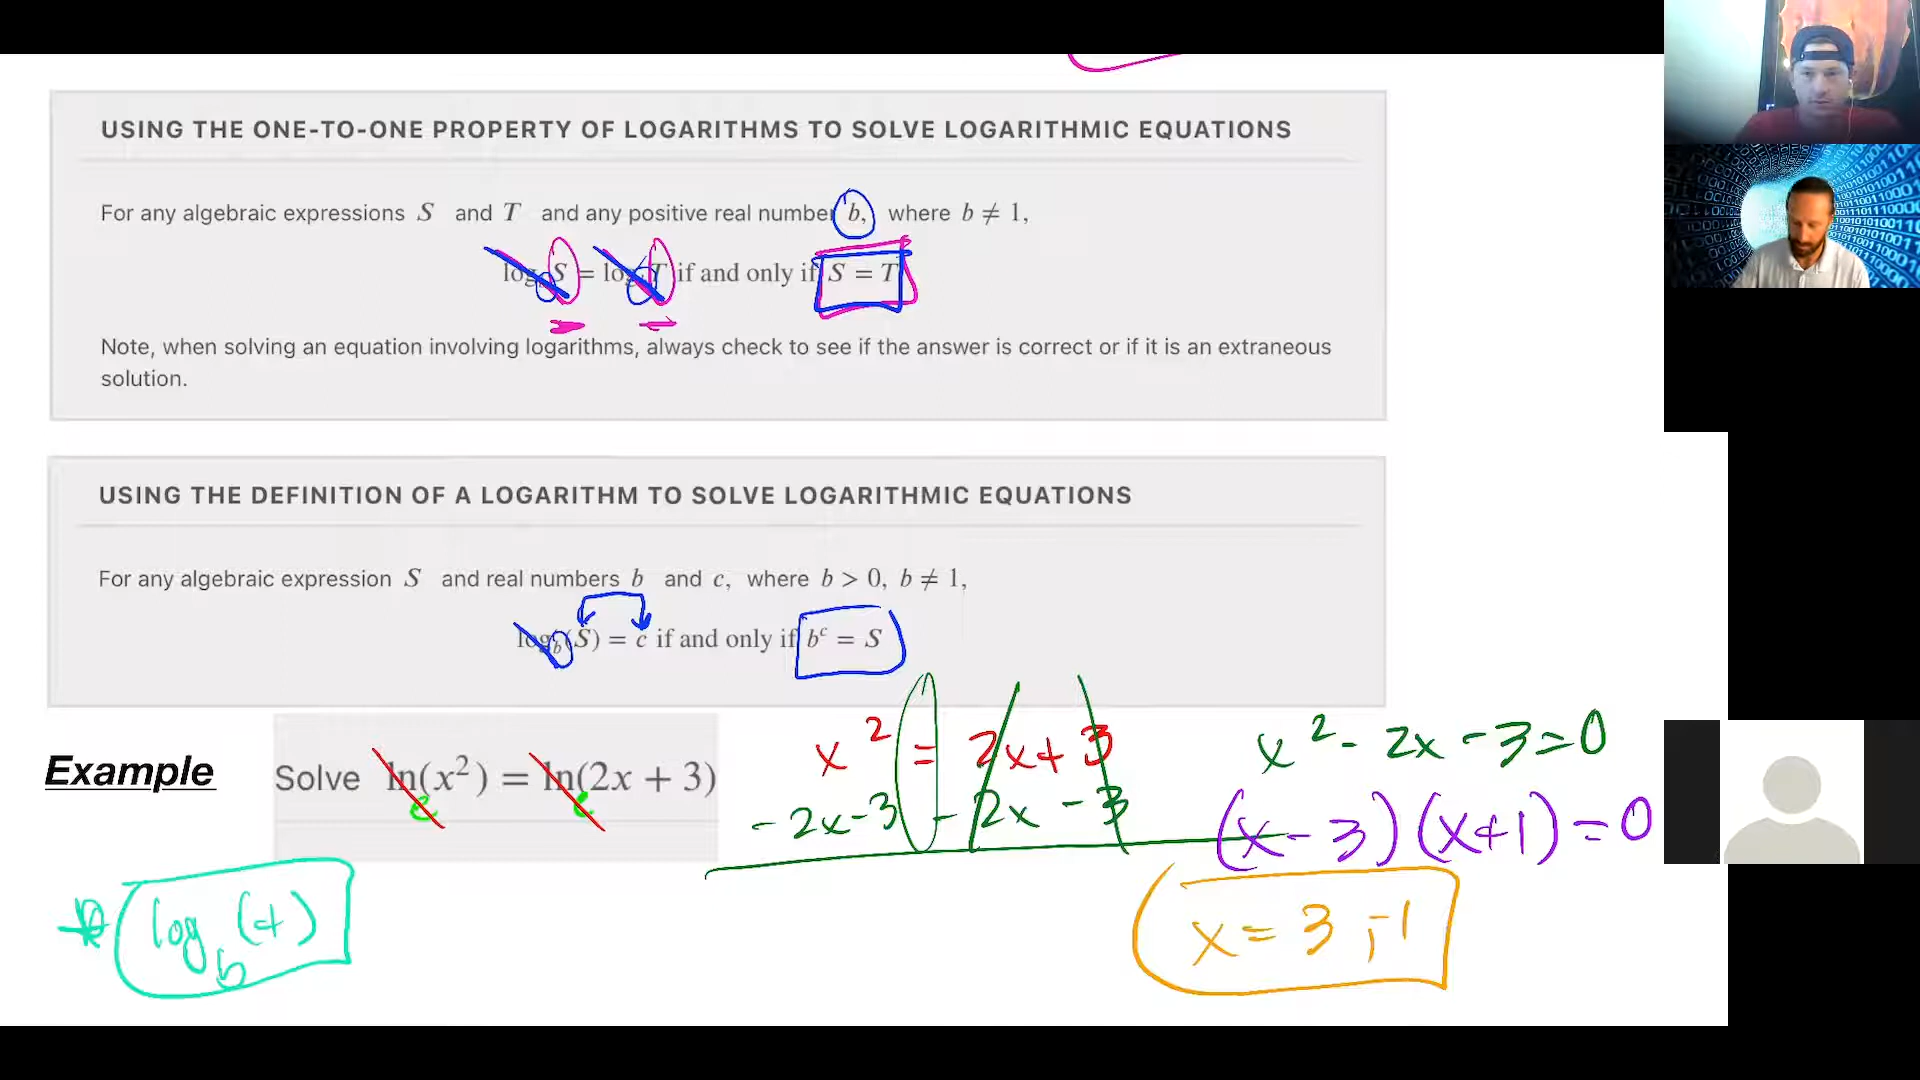 USING THE ONE-TO-ONE PROPERTY OF LOGARITHMS TO SOLVE LOGARITHMIC EQUATIONS
For any algebraic expressions S and T and any positive real number b, where b ≠ 1,
log_b S = log_b T if and only if S = T
Note, when solving an equation involving logarithms, always check to see if the answer is correct or if it is an extraneous
solution.
USING THE DEFINITION OF A LOGARITHM TO SOLVE LOGARITHMIC EQUATIONS
For any algebraic expression S and real numbers b and c, where b > 0, b ≠ 1,
log_b(S) = c if and only if b^c = S
Example
Solve ln(x²) = ln(2x + 3)
e e
x² = 2x + 3
-2x-3 -2x -3
x² - 2x - 3 = 0
(x - 3)(x+1) = 0
x = 3, -1
log_b (+)